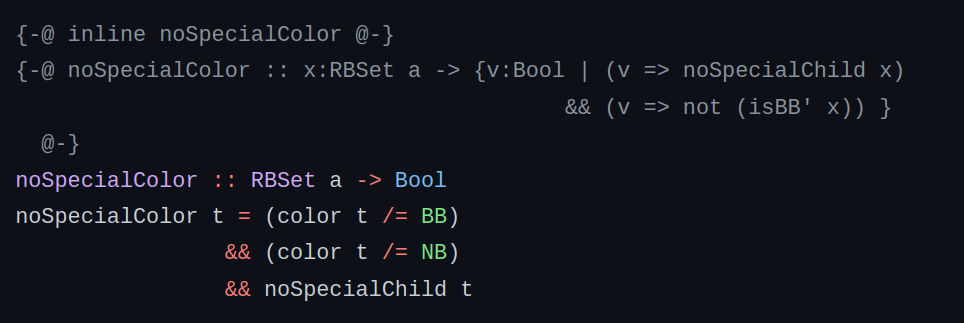 {-@ inline noSpecialColor @-}
{-@ noSpecialColor :: x:RBSet a -> {v:Bool | (v => noSpecialChild x)
                                          && (v => not (isBB' x)) }
  @-}
noSpecialColor :: RBSet a -> Bool
noSpecialColor t = (color t /= BB)
                && (color t /= NB)
                && noSpecialChild t